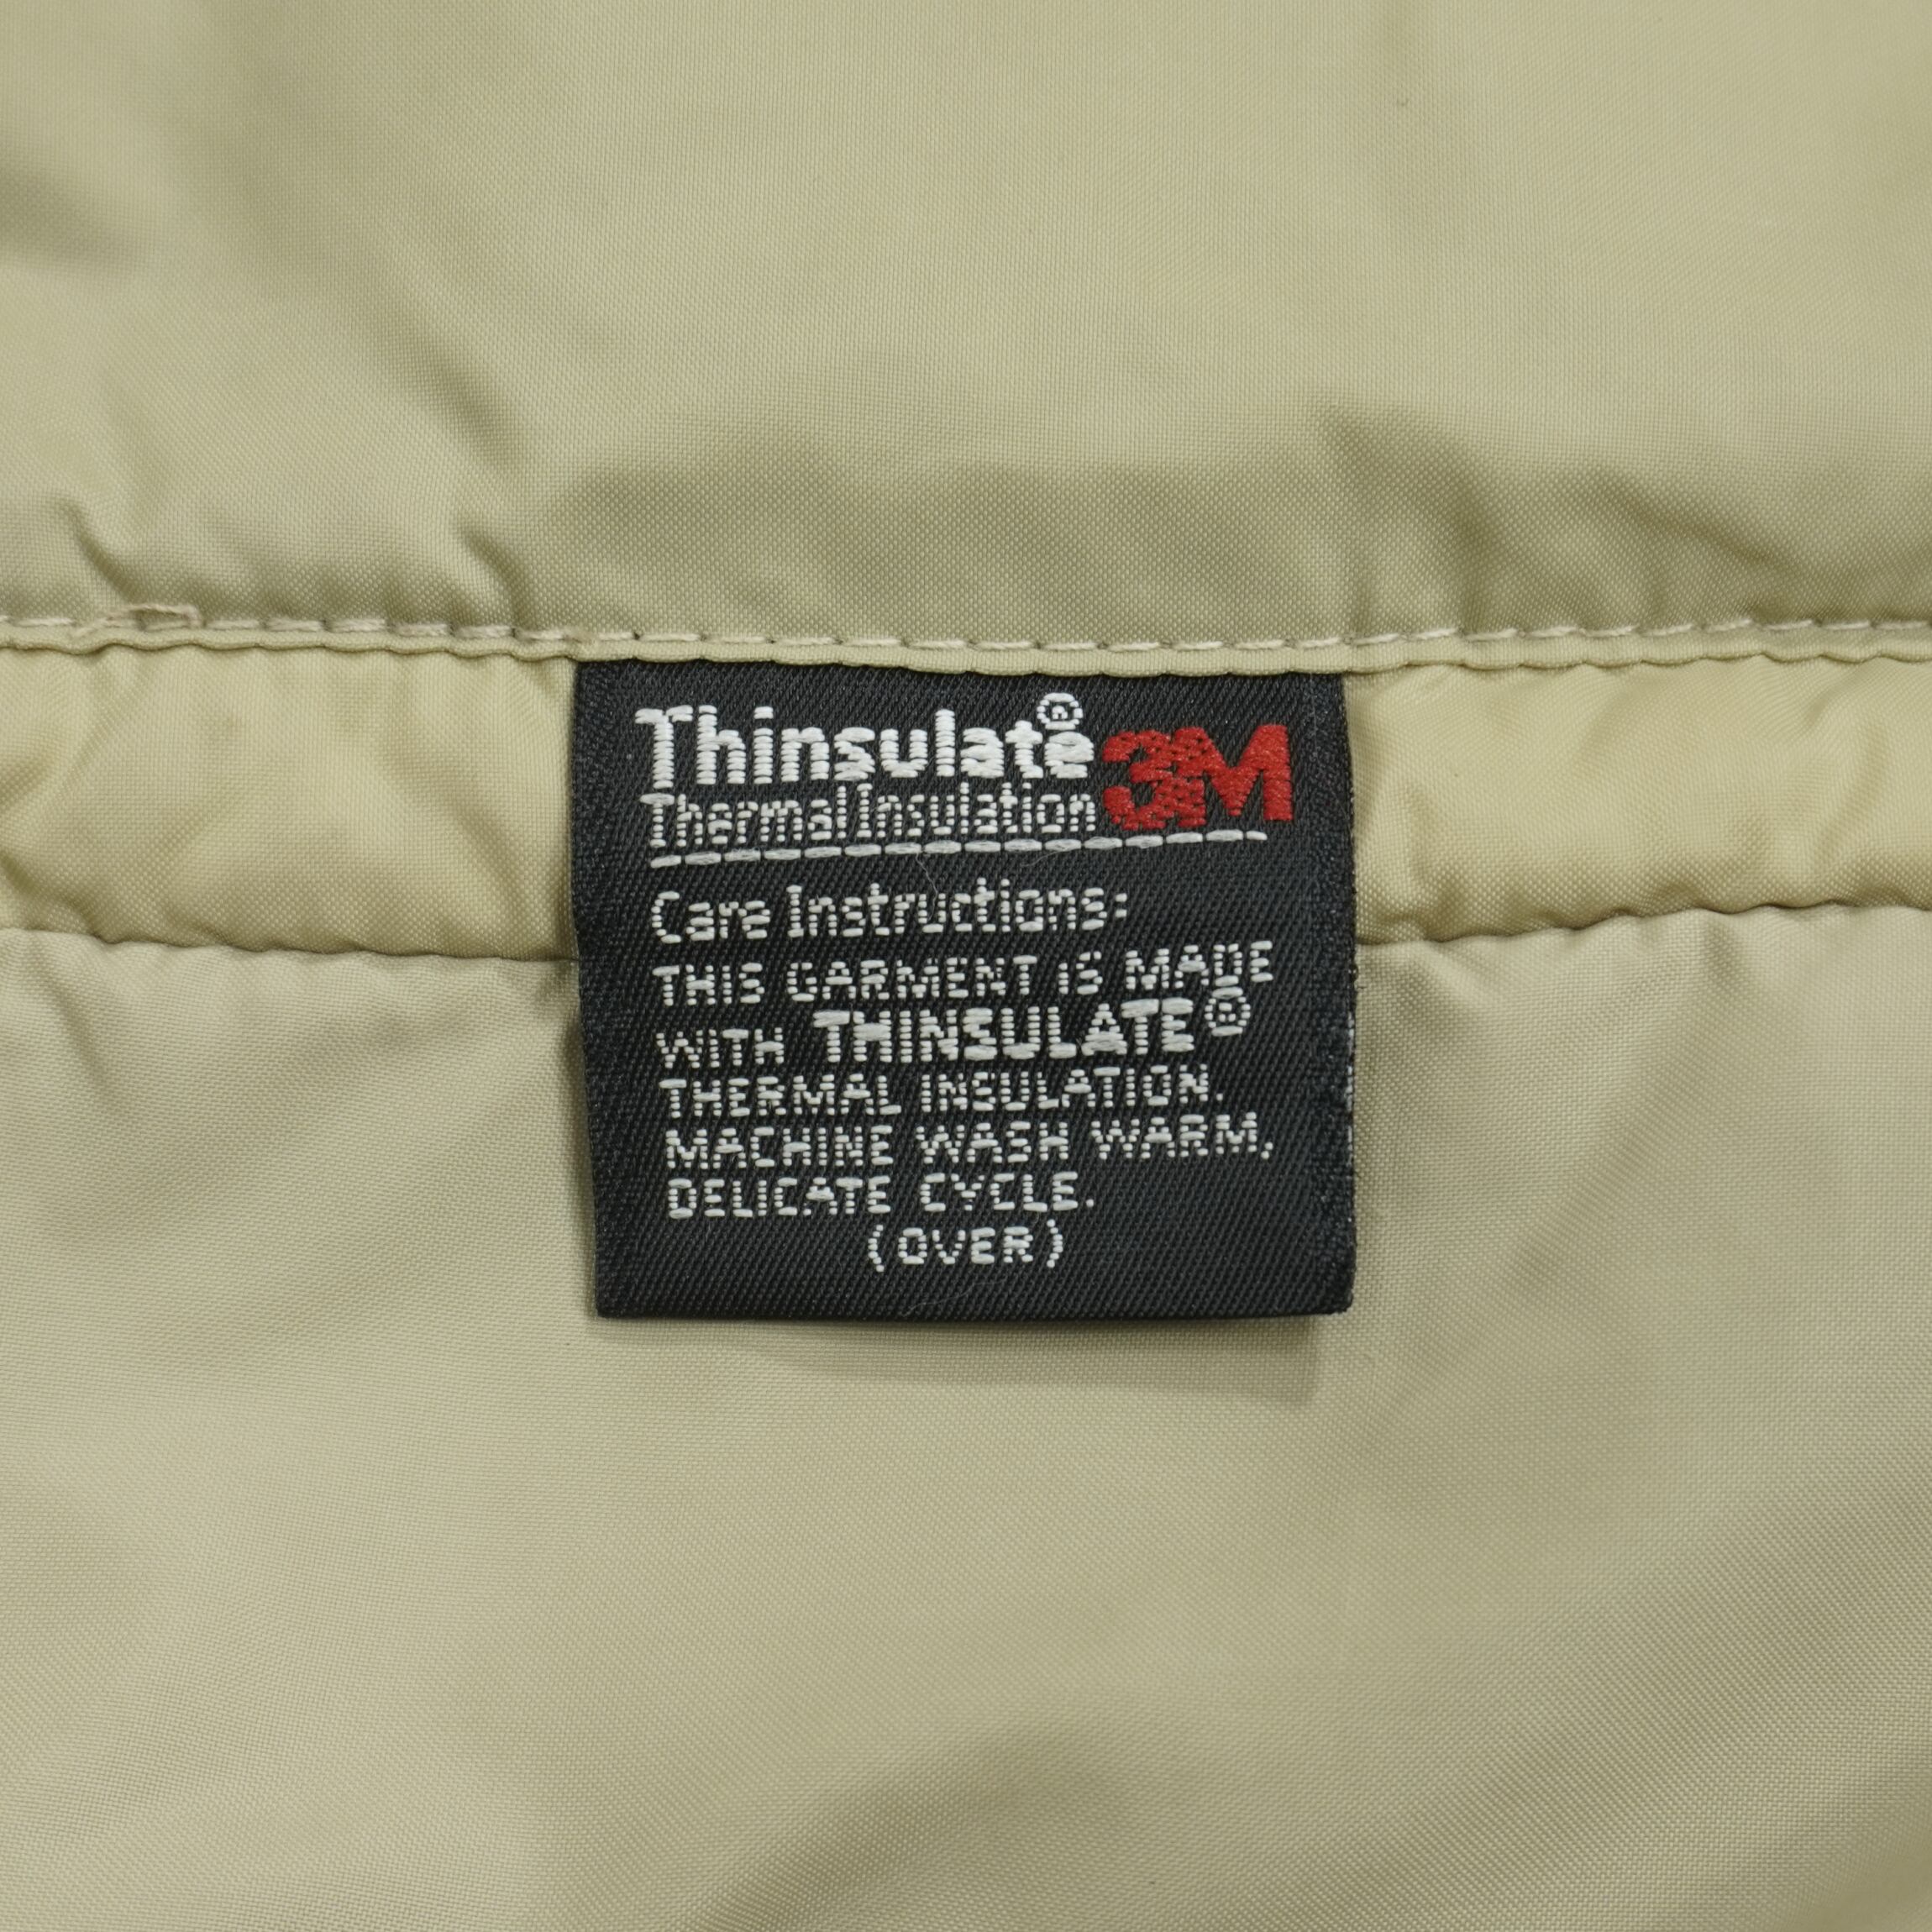 Thinsulate® 3M
Thermal Insulation
Care Instructions:
THIS GARMENT IS MADE
WITH THINSULATE®
THERMAL INSULATION.
MACHINE WASH WARM,
DELICATE CYCLE.
(OVER)